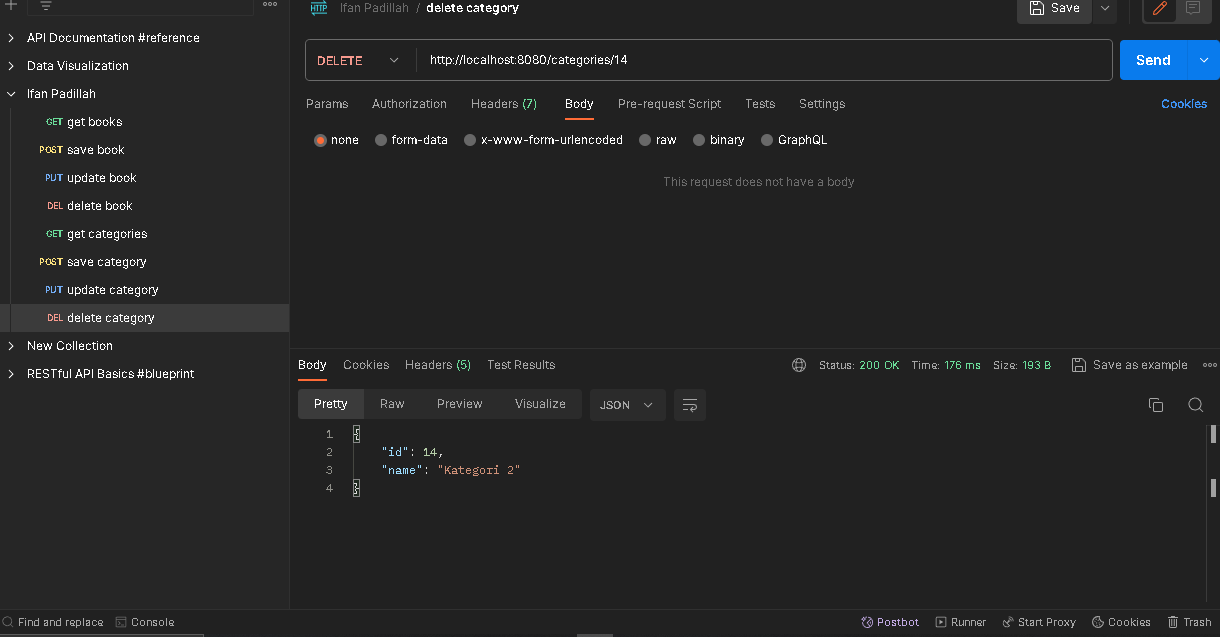 Ifan Padillah / delete category
Save
API Documentation #reference
Data Visualization
Ifan Padillah
GET get books
POST save book
PUT update book
DEL delete book
GET get categories
POST save category
PUT update category
DEL delete category
New Collection
RESTful API Basics #blueprint
DELETE http://localhost:8080/categories/14 Send
Params Authorization Headers (7) Body Pre-request Script Tests Settings Cookies
none form-data x-www-form-urlencoded raw binary GraphQL
This request does not have a body
Body Cookies Headers (5) Test Results Status: 200 OK Time: 176 ms Size: 193 B Save as example
Pretty Raw Preview Visualize JSON
1 {
2 "id": 14,
3 "name": "Kategori 2"
4 }
Find and replace Console Postbot Runner Start Proxy Cookies Trash